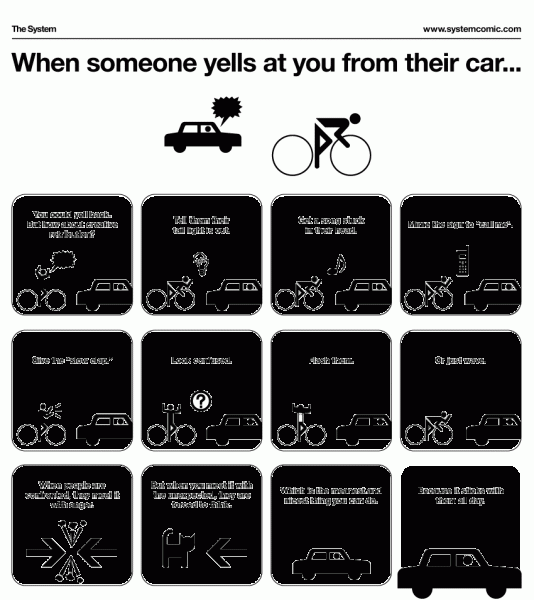 The System
www.systemcomic.com
When someone yells at you from their car...
You could yell back.
But how about creative
retribution?
Tell them their
tail light is out.
Get a song stuck
in their head.
Make the sign to "call me".
Give the "slow clap."
Look confused.
Flash them.
Or just wave.
When people are
confronted, they meet it
with anger.
But when you meet it with
the unexpected, they are
forced to think.
Which is the meanest and
nicest thing you can do.
Because it sticks with
them all day.